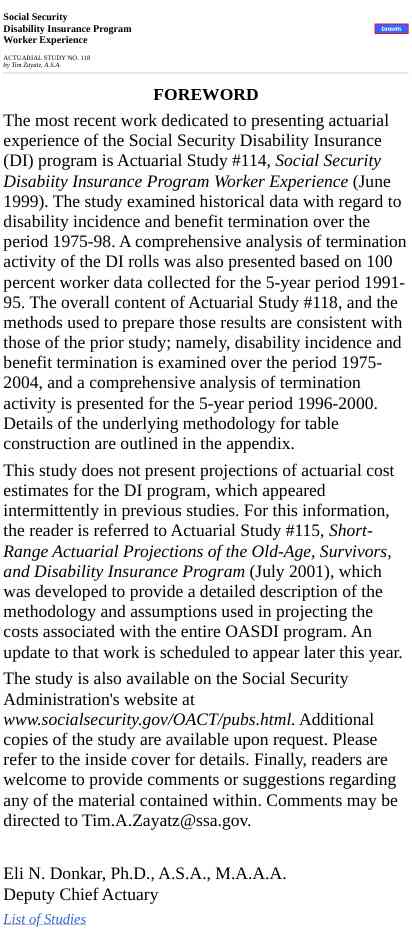 Social Security
Disability Insurance Program
Worker Experience
Contents
ACTUARIAL STUDY NO. 118
by Tim Zayatz, A.S.A.
FOREWORD
The most recent work dedicated to presenting actuarial
experience of the Social Security Disability Insurance
(DI) program is Actuarial Study #114, Social Security
Disabiity Insurance Program Worker Experience (June
1999). The study examined historical data with regard to
disability incidence and benefit termination over the
period 1975-98. A comprehensive analysis of termination
activity of the DI rolls was also presented based on 100
percent worker data collected for the 5-year period 1991-
95. The overall content of Actuarial Study #118, and the
methods used to prepare those results are consistent with
those of the prior study; namely, disability incidence and
benefit termination is examined over the period 1975-
2004, and a comprehensive analysis of termination
activity is presented for the 5-year period 1996-2000.
Details of the underlying methodology for table
construction are outlined in the appendix.
This study does not present projections of actuarial cost
estimates for the DI program, which appeared
intermittently in previous studies. For this information,
the reader is referred to Actuarial Study #115, Short-
Range Actuarial Projections of the Old-Age, Survivors,
and Disability Insurance Program (July 2001), which
was developed to provide a detailed description of the
methodology and assumptions used in projecting the
costs associated with the entire OASDI program. An
update to that work is scheduled to appear later this year.
The study is also available on the Social Security
Administration's website at
www.socialsecurity.gov/OACT/pubs.html. Additional
copies of the study are available upon request. Please
refer to the inside cover for details. Finally, readers are
welcome to provide comments or suggestions regarding
any of the material contained within. Comments may be
directed to Tim.A.Zayatz@ssa.gov.
Eli N. Donkar, Ph.D., A.S.A., M.A.A.A.
Deputy Chief Actuary
List of Studies